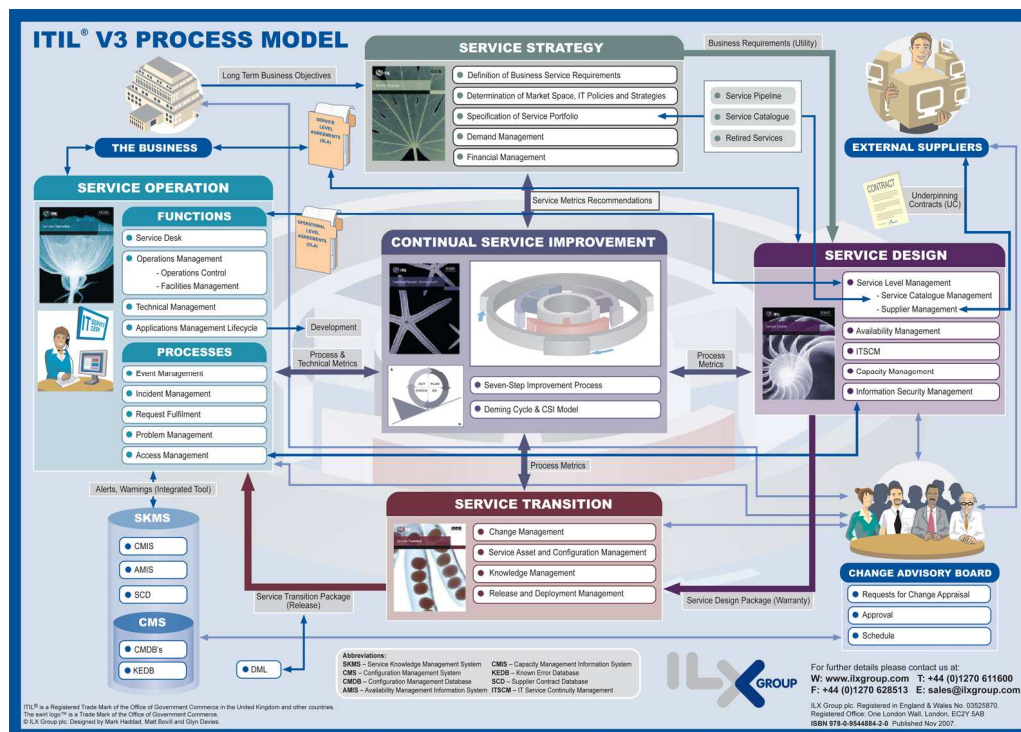 ITIL® V3 PROCESS MODEL
Long Term Business Objectives
THE BUSINESS
SERVICE
LEVEL
AGREEMENTS
(SLA)
SERVICE STRATEGY
Definition of Business Service Requirements
Determination of Market Space, IT Policies and Strategies
Specification of Service Portfolio
Demand Management
Financial Management
Business Requirements (Utility)
Service Pipeline
Service Catalogue
Retired Services
EXTERNAL SUPPLIERS
CONTRACT
Underpinning
Contracts (UC)
SERVICE OPERATION
FUNCTIONS
Service Desk
Operations Management
- Operations Control
- Facilities Management
Technical Management
Applications Management Lifecycle
IT SERVICE
DESK
PROCESSES
Event Management
Incident Management
Request Fulfilment
Problem Management
Access Management
OPERATIONAL
LEVEL
AGREEMENTS
(OLA)
Development
Process &
Technical Metrics
Service Metrics Recommendations
CONTINUAL SERVICE IMPROVEMENT
ACT
PLAN
CHECK
DO
Seven-Step Improvement Process
Deming Cycle & CSI Model
Process
Metrics
SERVICE DESIGN
Service Level Management
- Service Catalogue Management
- Supplier Management
Availability Management
ITSCM
Capacity Management
Information Security Management
Process Metrics
Alerts, Warnings (Integrated Tool)
SKMS
CMIS
AMIS
SCD
CMS
CMDB's
KEDB
Service Transition Package
(Release)
DML
SERVICE TRANSITION
Change Management
Service Asset and Configuration Management
Knowledge Management
Release and Deployment Management
Service Design Package (Warranty)
CHANGE ADVISORY BOARD
Requests for Change Appraisal
Approval
Schedule
Abbreviations:
SKMS – Service Knowledge Management System
CMS – Configuration Management System
CMDB – Configuration Management Database
AMIS – Availability Management Information System
CMIS – Capacity Management Information System
KEDB – Known Error Database
SCD – Supplier Contract Database
ITSCM – IT Service Continuity Management
ILX GROUP
For further details please contact us at:
W: www.ilxgroup.com T: +44 (0)1270 611600
F: +44 (0)1270 628513 E: sales@ilxgroup.com
ILX Group plc. Registered in England & Wales No. 03525870.
Registered Office: One London Wall, London, EC2Y 5AB
ISBN 978-0-9544884-2-0 Published Nov 2007.
ITIL® is a Registered Trade Mark of the Office of Government Commerce in the United Kingdom and other countries.
The swirl logo™ is a Trade Mark of the Office of Government Commerce.
© ILX Group plc. Designed by Mark Haddad, Matt Bovill and Glyn Davies.